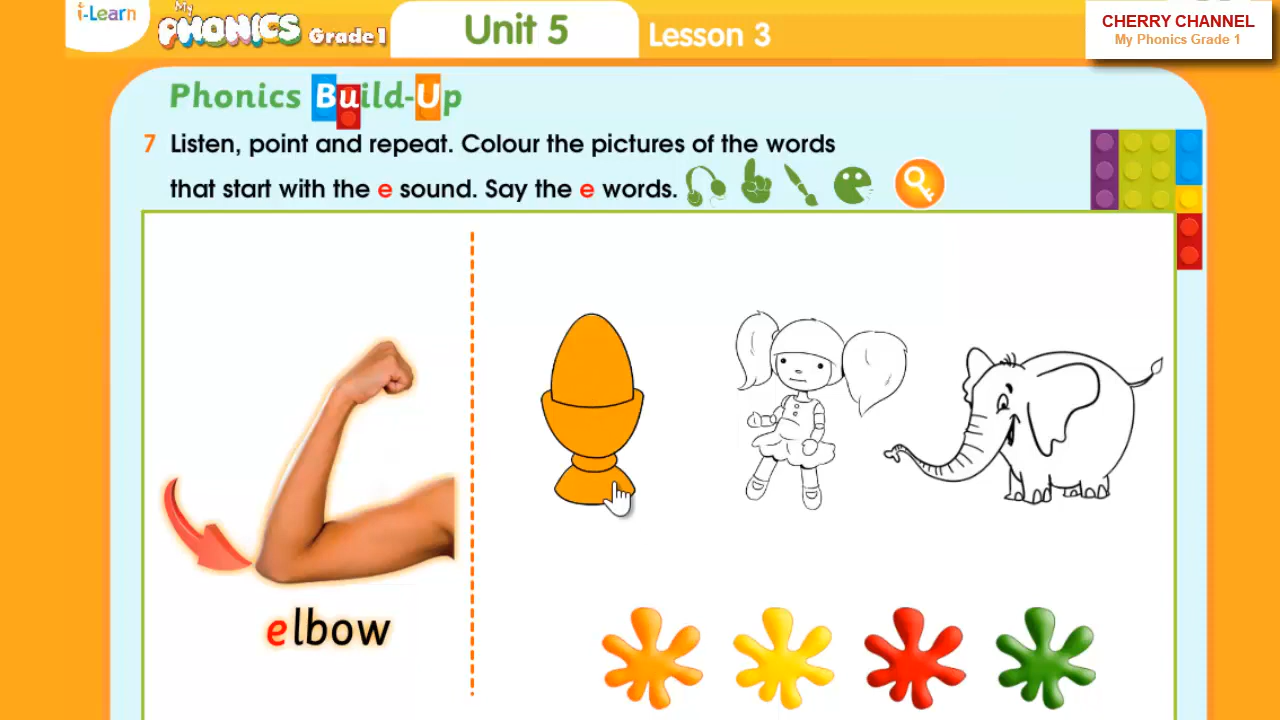 i-Learn
My
PHONICS Grade 1
Unit 5
Lesson 3
CHERRY CHANNEL
My Phonics Grade 1
Phonics Build-Up
7 Listen, point and repeat. Colour the pictures of the words
that start with the e sound. Say the e words.
elbow